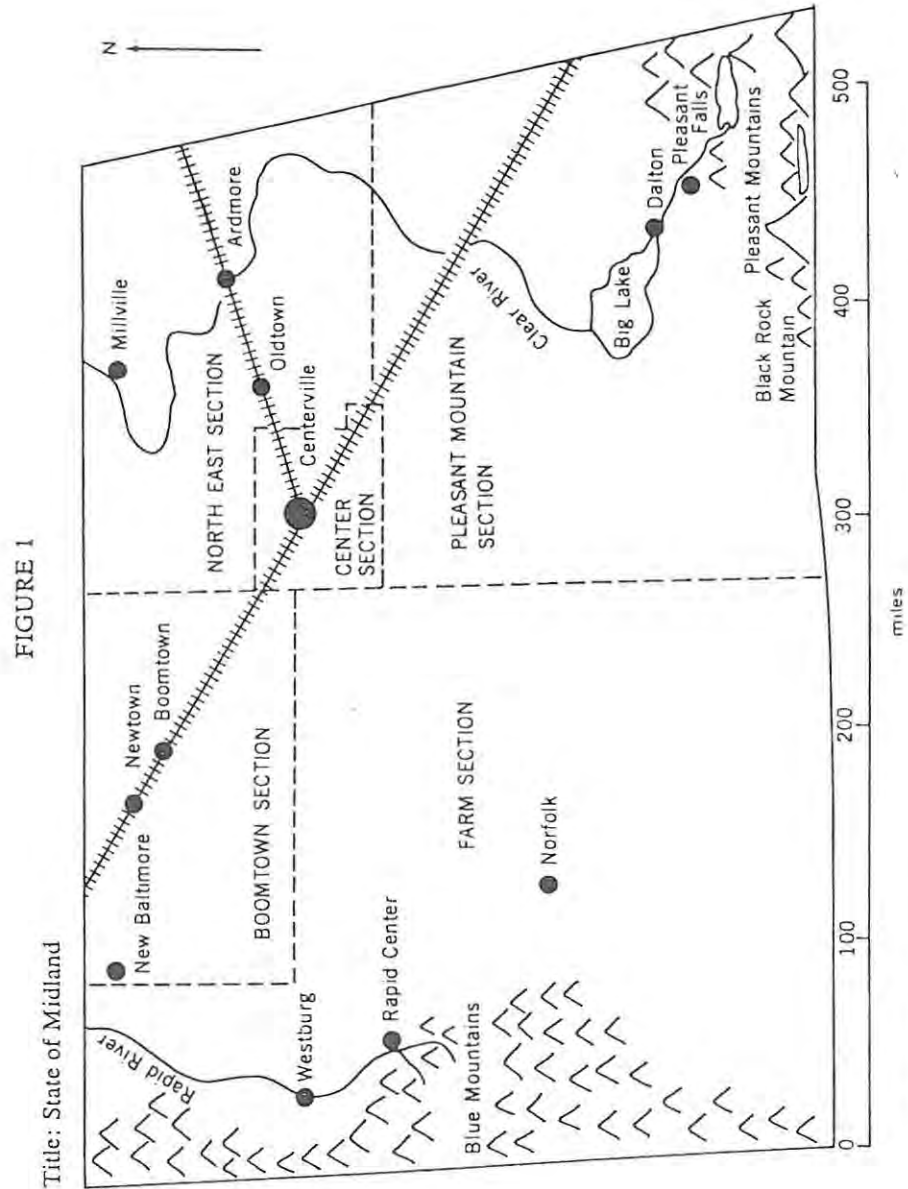 FIGURE 1
Title: State of Midland
N
Millville
Newtown
Boomtown
New Baltimore
NORTH EAST SECTION
Ardmore
Oldtown
Rapid River
BOOMTOWN SECTION
Centerville
Westburg
CENTER
SECTION
Rapid Center
PLEASANT MOUNTAIN
SECTION
FARM SECTION
Clear River
Blue Mountains
Norfolk
Big Lake
Dalton
Pleasant
Falls
Black Rock
Mountain
Pleasant Mountains
0
100
200
300
400
500
miles